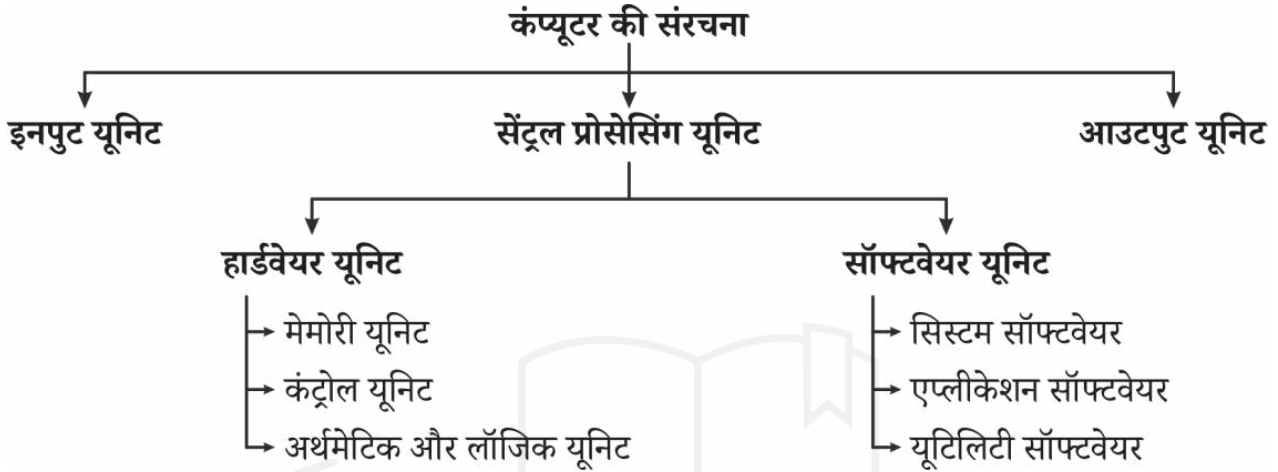 कंप्यूटर की संरचना
इनपुट यूनिट
सेंट्रल प्रोसेसिंग यूनिट
आउटपुट यूनिट
हार्डवेयर यूनिट
सॉफ्टवेयर यूनिट
मेमोरी यूनिट
सिस्टम सॉफ्टवेयर
कंट्रोल यूनिट
एप्लीकेशन सॉफ्टवेयर
अर्थमेटिक और लॉजिक यूनिट
यूटिलिटी सॉफ्टवेयर